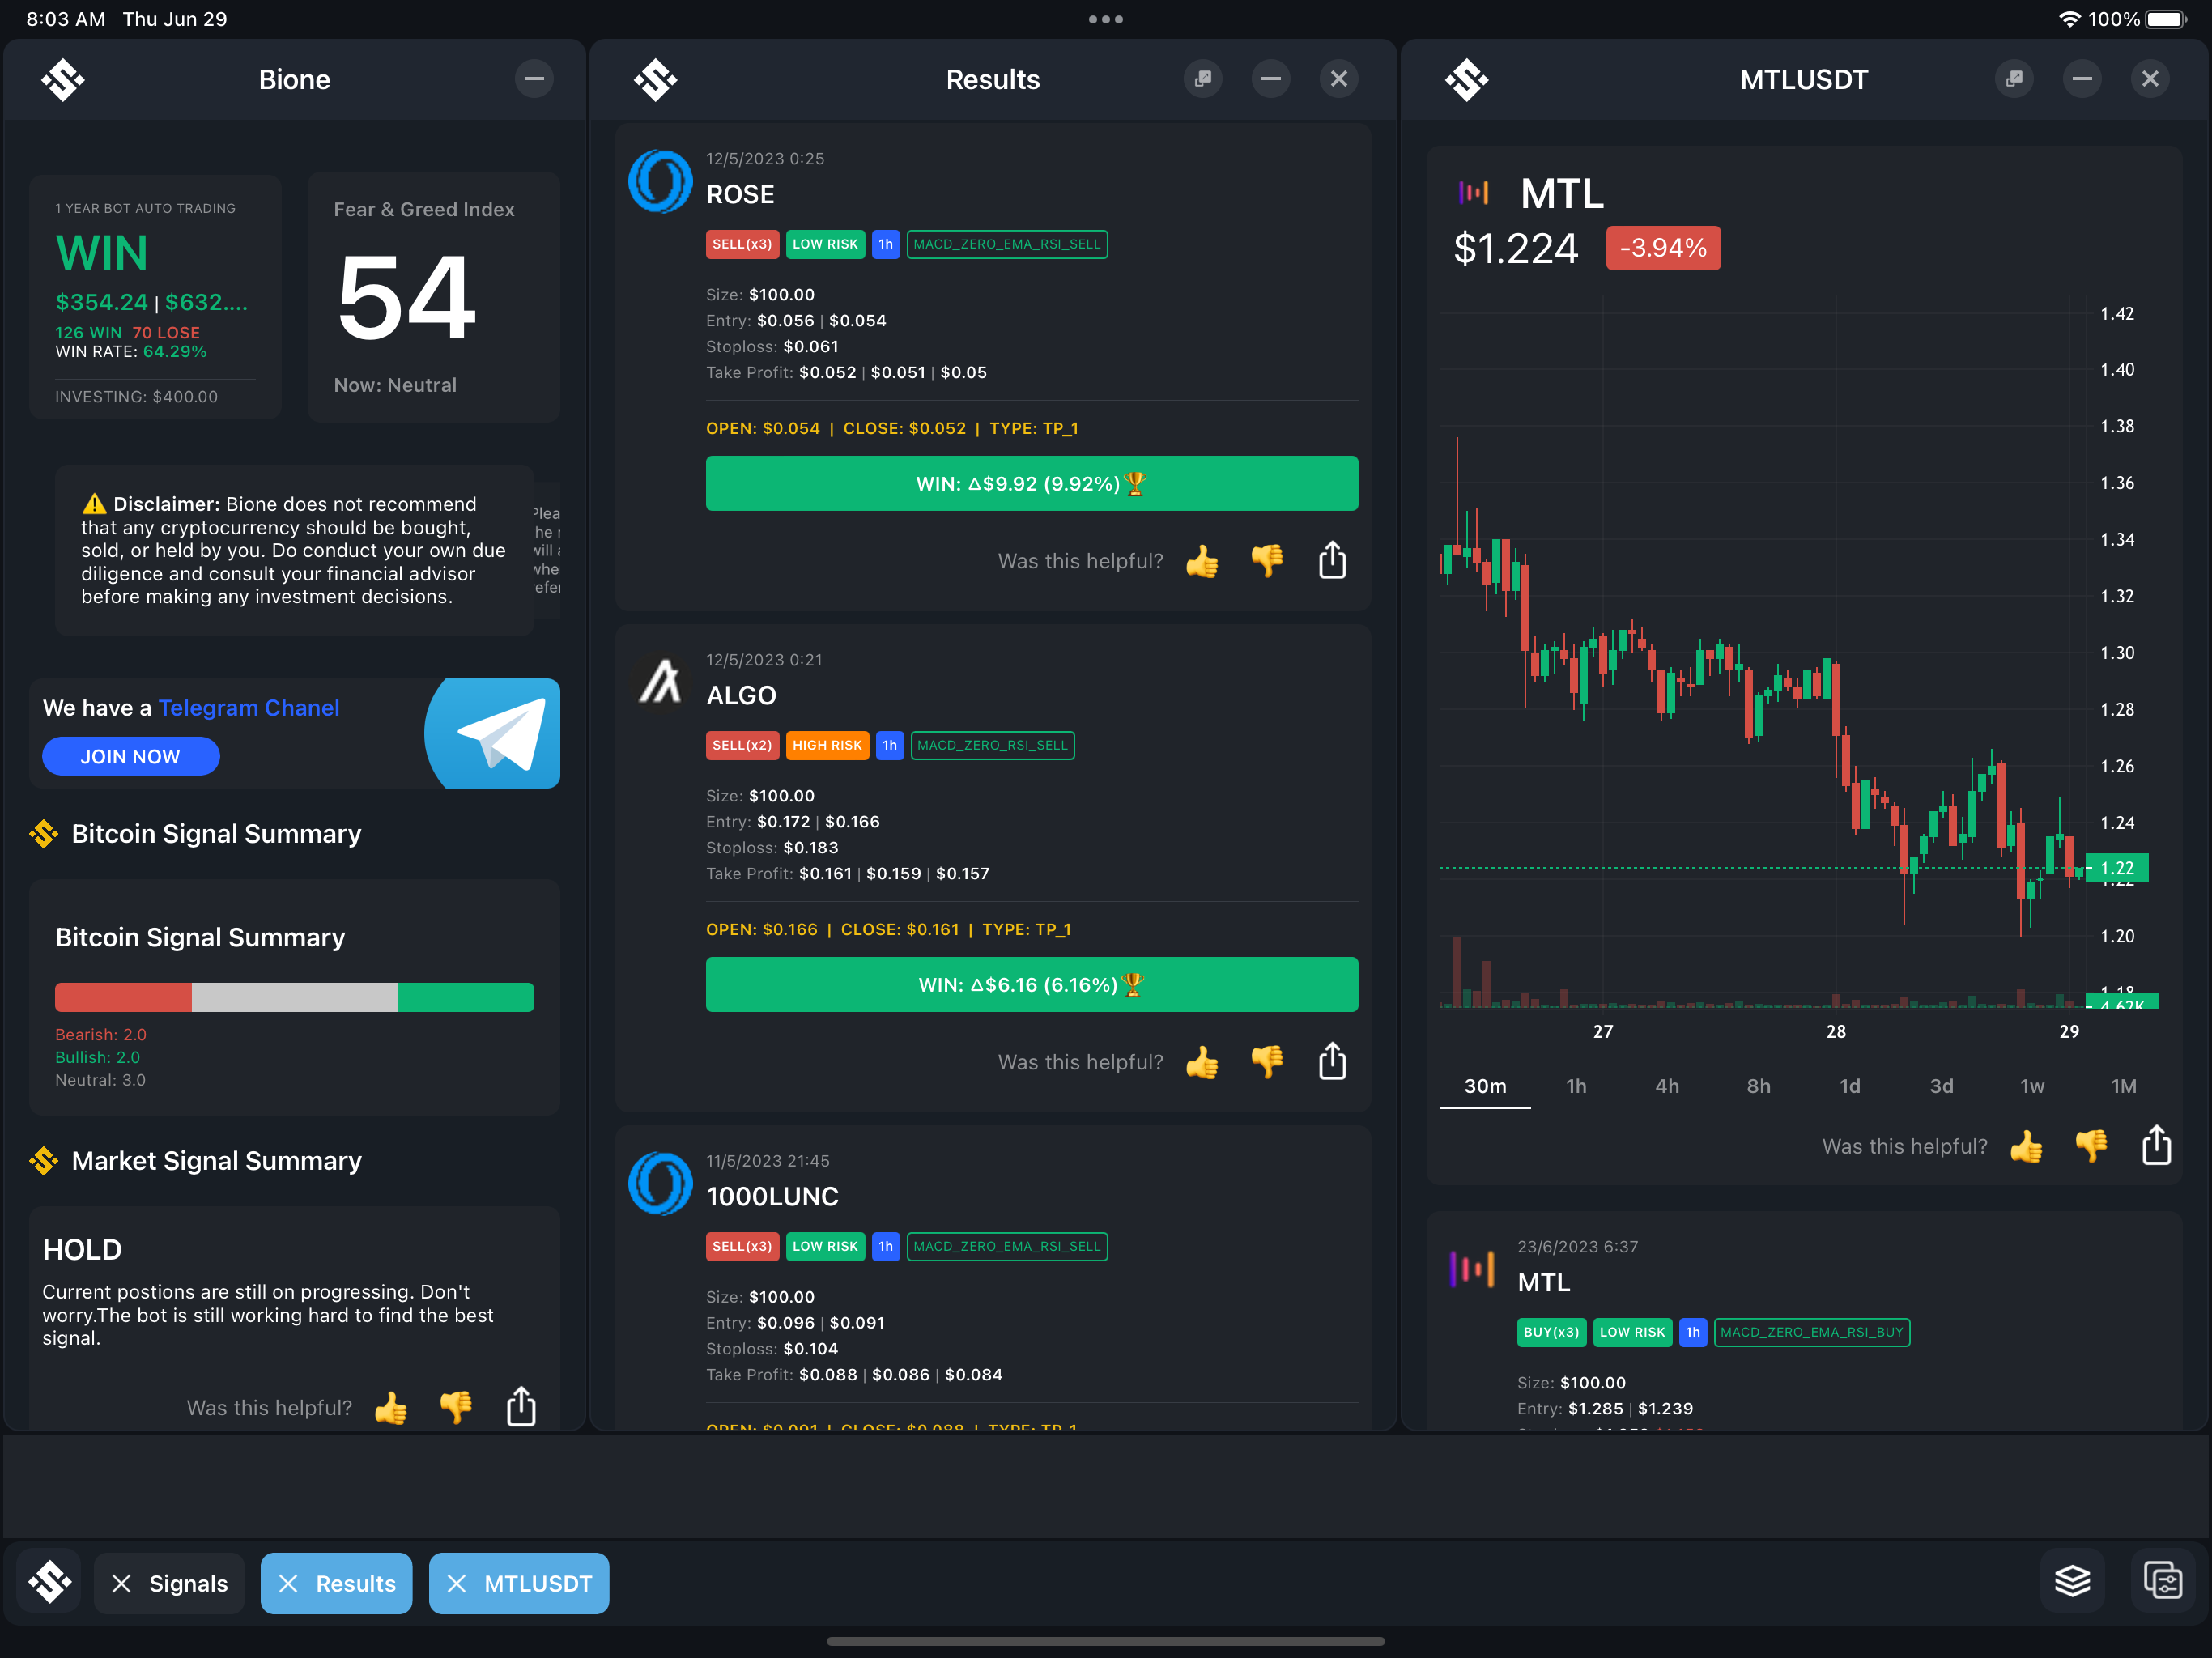 8:03 AM Thu Jun 29
100%
Bione
1 YEAR BOT AUTO TRADING
WIN
$354.24 | $632....
126 WIN 70 LOSE
WIN RATE: 64.29%
INVESTING: $400.00
Fear & Greed Index
54
Now: Neutral
⚠️ Disclaimer: Bione does not recommend
that any cryptocurrency should be bought,
sold, or held by you. Do conduct your own due
diligence and consult your financial advisor
before making any investment decisions.
We have a Telegram Chanel
JOIN NOW
Bitcoin Signal Summary
Bitcoin Signal Summary
Bearish: 2.0
Bullish: 2.0
Neutral: 3.0
Market Signal Summary
HOLD
Current postions are still on progressing. Don't
worry.The bot is still working hard to find the best
signal.
Was this helpful?
Results
12/5/2023 0:25
ROSE
SELL(x3) LOW RISK 1h MACD_ZERO_EMA_RSI_SELL
Size: $100.00
Entry: $0.056 | $0.054
Stoploss: $0.061
Take Profit: $0.052 | $0.051 | $0.05
OPEN: $0.054 | CLOSE: $0.052 | TYPE: TP_1
WIN: Δ$9.92 (9.92%)🏆
Was this helpful?
12/5/2023 0:21
ALGO
SELL(x2) HIGH RISK 1h MACD_ZERO_RSI_SELL
Size: $100.00
Entry: $0.172 | $0.166
Stoploss: $0.183
Take Profit: $0.161 | $0.159 | $0.157
OPEN: $0.166 | CLOSE: $0.161 | TYPE: TP_1
WIN: Δ$6.16 (6.16%)🏆
Was this helpful?
11/5/2023 21:45
1000LUNC
SELL(x3) LOW RISK 1h MACD_ZERO_EMA_RSI_SELL
Size: $100.00
Entry: $0.096 | $0.091
Stoploss: $0.104
Take Profit: $0.088 | $0.086 | $0.084
OPEN: $0.091 | CLOSE: $0.088 | TYPE: TP_1
MTLUSDT
MTL
$1.224 -3.94%
1.42
1.40
1.38
1.36
1.34
1.32
1.30
1.28
1.26
1.24
1.22
1.22
1.20
1.18
4.62K
27 28 29
30m 1h 4h 8h 1d 3d 1w 1M
Was this helpful?
23/6/2023 6:37
MTL
BUY(x3) LOW RISK 1h MACD_ZERO_EMA_RSI_BUY
Size: $100.00
Entry: $1.285 | $1.239
Signals
Results
MTLUSDT